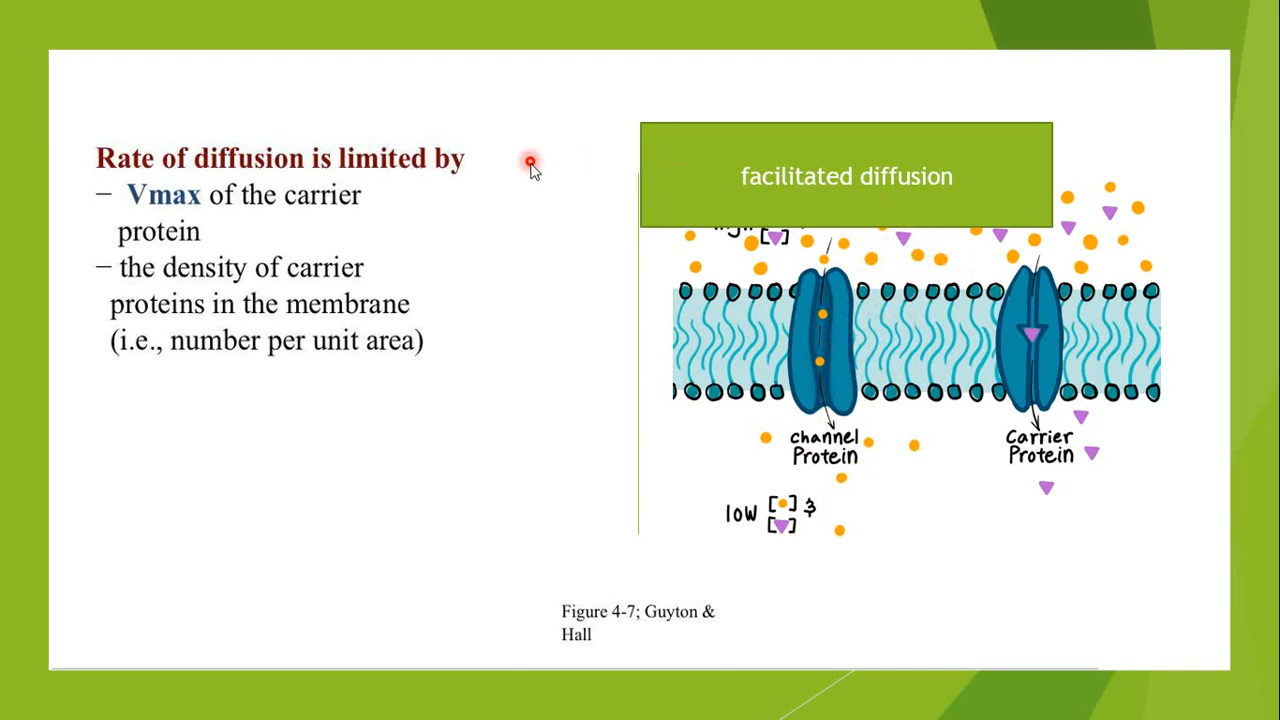 Rate of diffusion is limited by
− Vmax of the carrier
protein
− the density of carrier
proteins in the membrane
(i.e., number per unit area)
facilitated diffusion
channel
Protein
Carrier
Protein
low [ ] &
[ ]
Figure 4-7; Guyton &
Hall